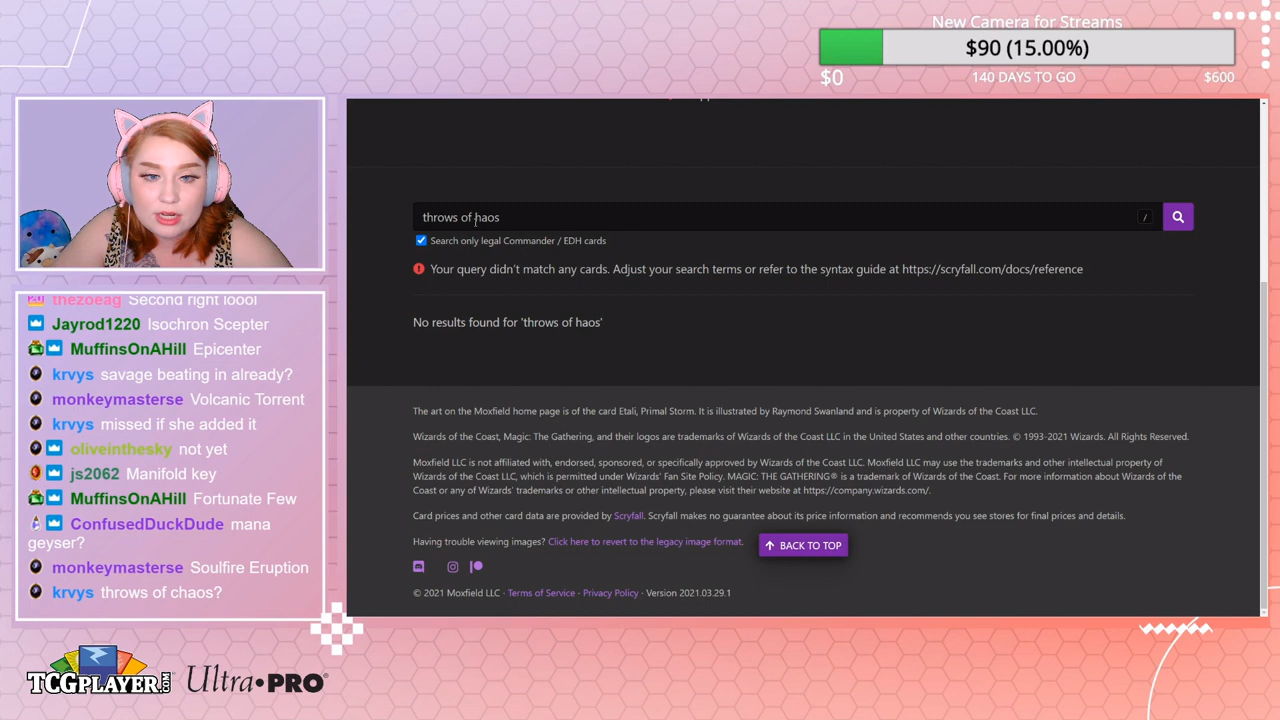 New Camera for Streams
$90 (15.00%)
$0
140 DAYS TO GO
$600
throws of haos
/
Search only legal Commander / EDH cards
Your query didn't match any cards. Adjust your search terms or refer to the syntax guide at https://scryfall.com/docs/reference
No results found for 'throws of haos'
The art on the Moxfield home page is of the card Etali, Primal Storm. It is illustrated by Raymond Swanland and is property of Wizards of the Coast LLC.
Wizards of the Coast, Magic: The Gathering, and their logos are trademarks of Wizards of the Coast LLC in the United States and other countries. © 1993-2021 Wizards. All Rights Reserved.
Moxfield LLC is not affiliated with, endorsed, sponsored, or specifically approved by Wizards of the Coast LLC. Moxfield LLC may use the trademarks and other intellectual property of
Wizards of the Coast LLC, which is permitted under Wizards' Fan Site Policy. MAGIC: THE GATHERING® is a trademark of Wizards of the Coast. For more information about Wizards of the
Coast or any of Wizards' trademarks or other intellectual property, please visit their website at https://company.wizards.com/.
Card prices and other card data are provided by Scryfall. Scryfall makes no guarantee about its price information and recommends you see stores for final prices and details.
Having trouble viewing images? Click here to revert to the legacy image format.
BACK TO TOP
© 2021 Moxfield LLC · Terms of Service · Privacy Policy · Version 2021.03.29.1
thezoeag Second right loool
Jayrod1220 Isochron Scepter
MuffinsOnAHill Epicenter
krvys savage beating in already?
monkeymasterse Volcanic Torrent
krvys missed if she added it
oliveinthesky not yet
js2062 Manifold key
MuffinsOnAHill Fortunate Few
ConfusedDuckDude mana
geyser?
monkeymasterse Soulfire Eruption
krvys throws of chaos?
TCGPLAYER.COM
Ultra•PRO®